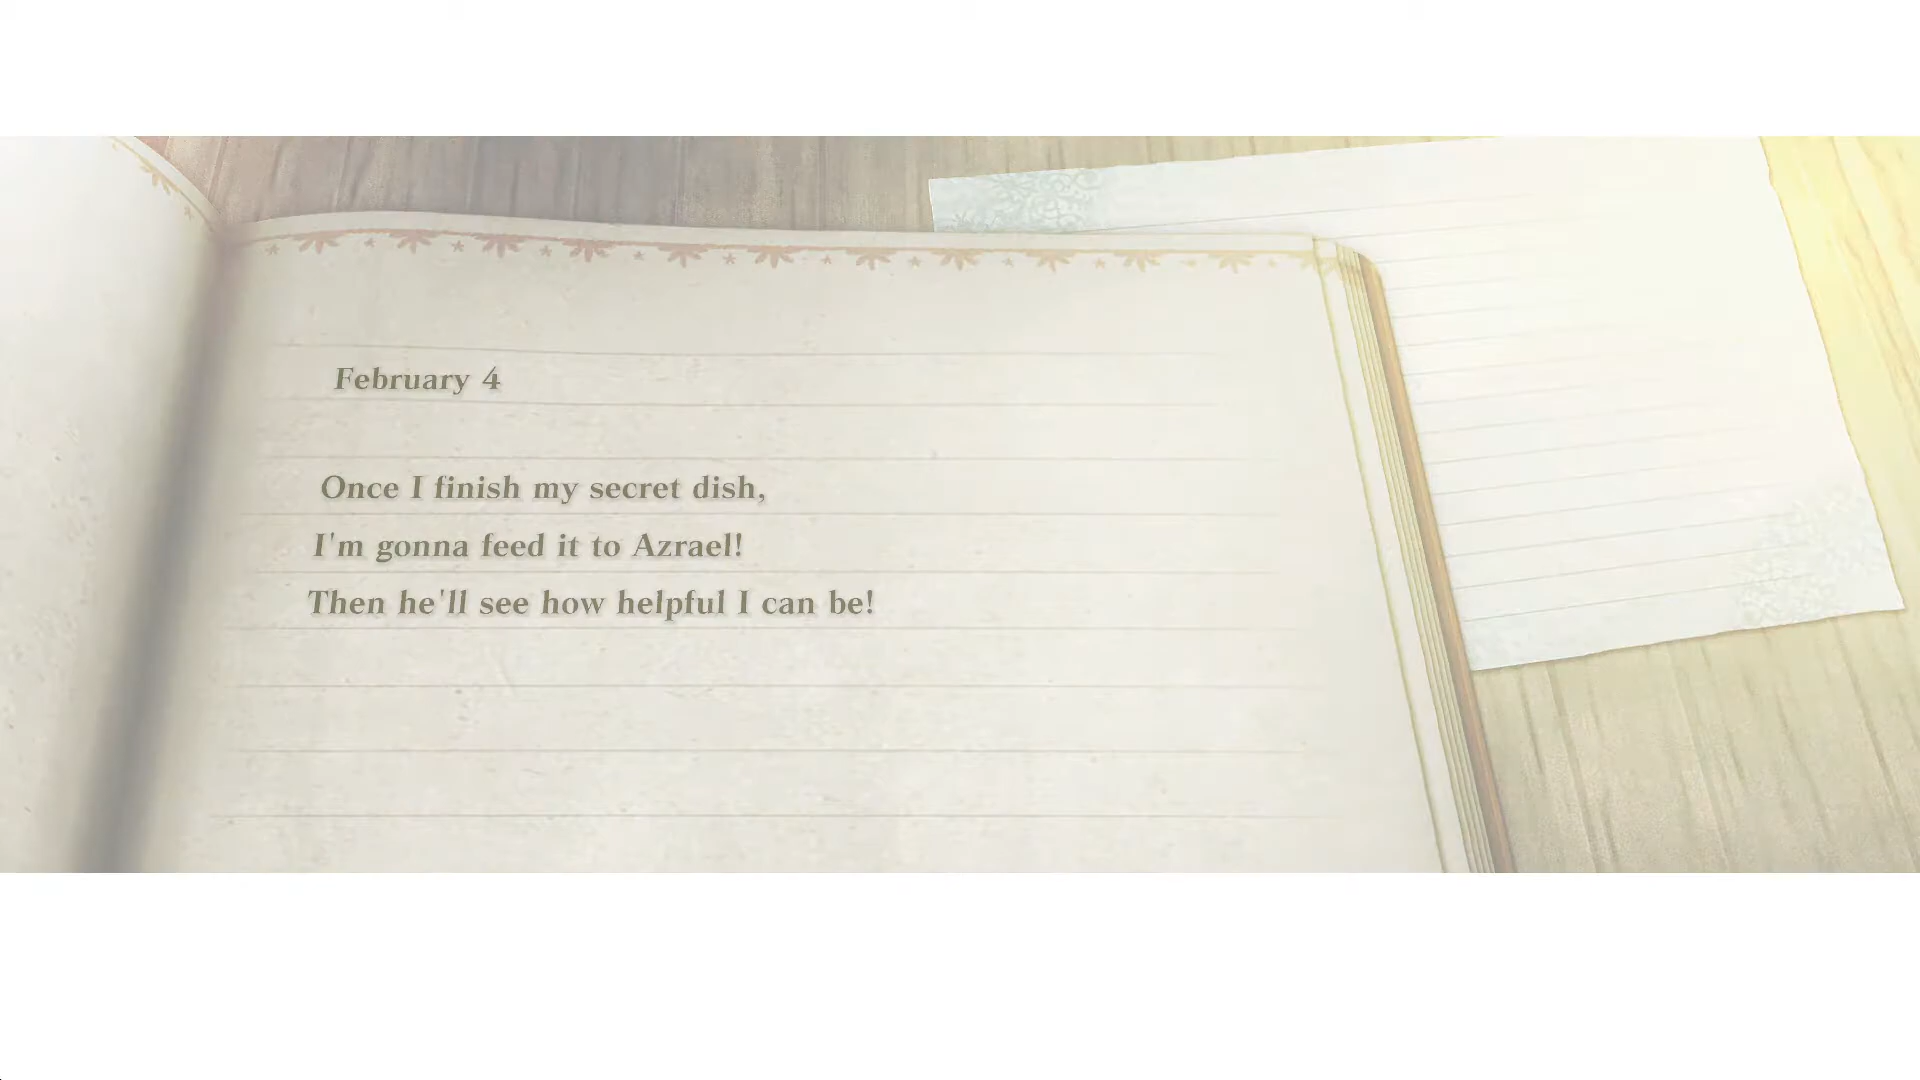 February 4
Once I finish my secret dish,
I'm gonna feed it to Azrael!
Then he'll see how helpful I can be!